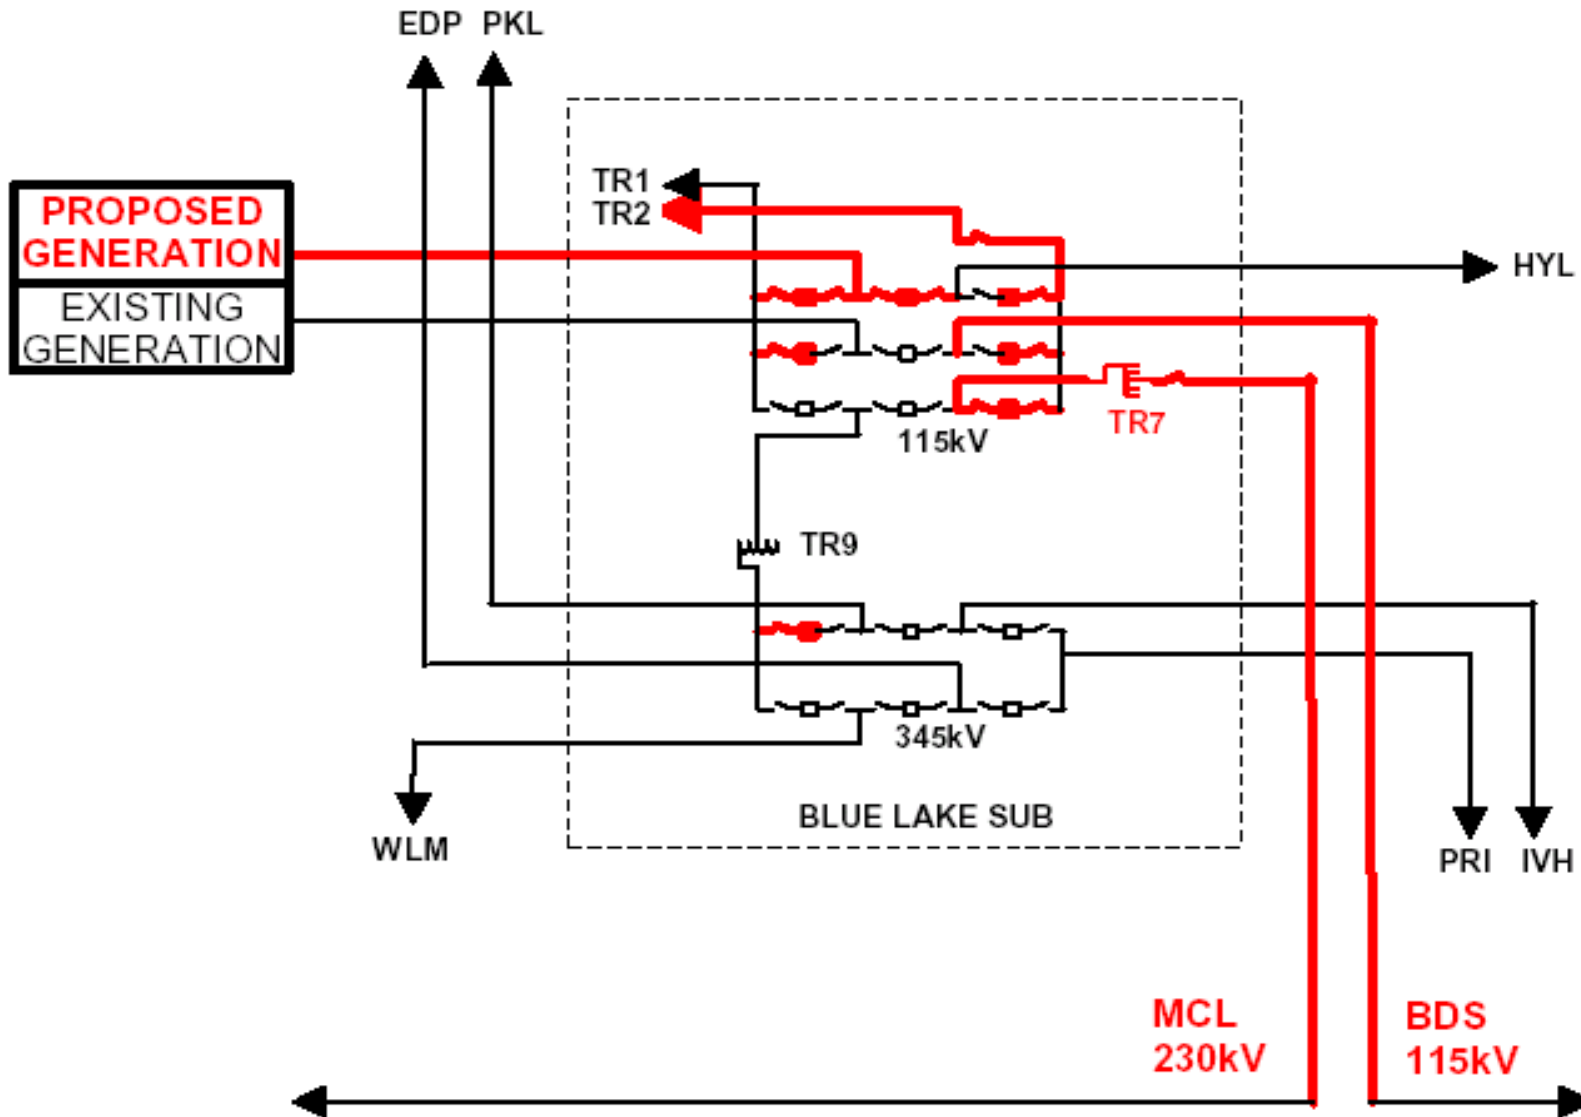 EDP PKL
TR1
TR2
PROPOSED
GENERATION
EXISTING
GENERATION
HYL
TR7
115kV
TR9
345kV
BLUE LAKE SUB
WLM
PRI IVH
MCL
230kV
BDS
115kV